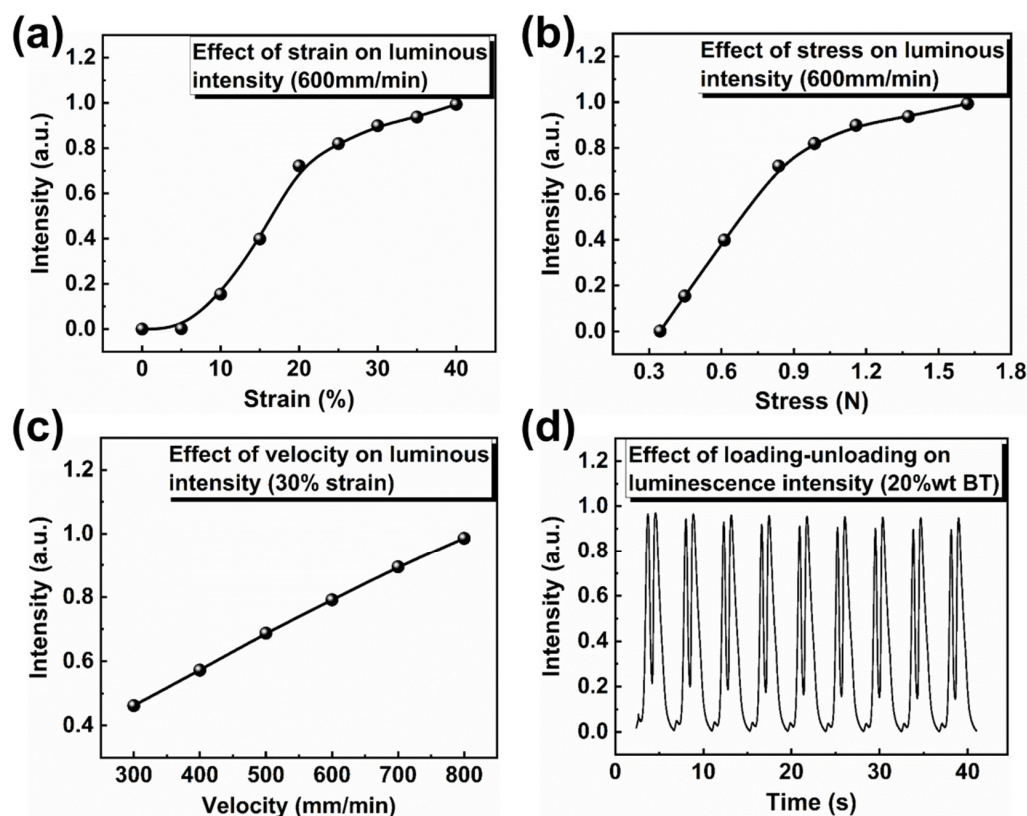 (a)
Effect of strain on luminous
intensity (600mm/min)
Intensity (a.u.)
1.2
1.0
0.8
0.6
0.4
0.2
0.0
0 10 20 30 40
Strain (%)
(b)
Effect of stress on luminous
intensity (600mm/min)
Intensity (a.u.)
1.2
1.0
0.8
0.6
0.4
0.2
0.0
0.3 0.6 0.9 1.2 1.5 1.8
Stress (N)
(c)
Effect of velocity on luminous
intensity (30% strain)
Intensity (a.u.)
1.2
1.0
0.8
0.6
0.4
300 400 500 600 700 800
Velocity (mm/min)
(d)
Effect of loading-unloading on
luminescence intensity (20%wt BT)
Intensity (a.u.)
1.2
1.0
0.8
0.6
0.4
0.2
0.0
0 10 20 30 40
Time (s)